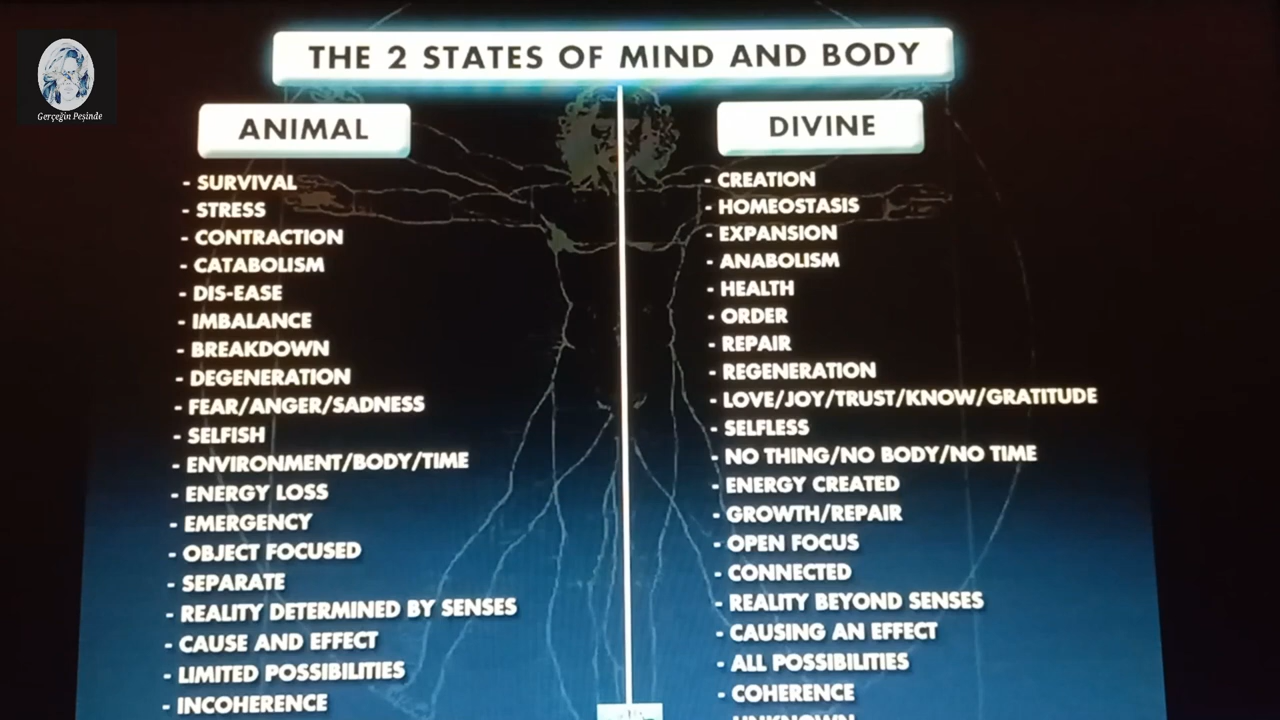 Gerçeğin Peşinde
THE 2 STATES OF MIND AND BODY
ANIMAL
- SURVIVAL
- STRESS
- CONTRACTION
- CATABOLISM
- DIS-EASE
- IMBALANCE
- BREAKDOWN
- DEGENERATION
- FEAR/ANGER/SADNESS
- SELFISH
- ENVIRONMENT/BODY/TIME
- ENERGY LOSS
- EMERGENCY
- OBJECT FOCUSED
- SEPARATE
- REALITY DETERMINED BY SENSES
- CAUSE AND EFFECT
- LIMITED POSSIBILITIES
- INCOHERENCE
DIVINE
- CREATION
- HOMEOSTASIS
- EXPANSION
- ANABOLISM
- HEALTH
- ORDER
- REPAIR
- REGENERATION
- LOVE/JOY/TRUST/KNOW/GRATITUDE
- SELFLESS
- NO THING/NO BODY/NO TIME
- ENERGY CREATED
- GROWTH/REPAIR
- OPEN FOCUS
- CONNECTED
- REALITY BEYOND SENSES
- CAUSING AN EFFECT
- ALL POSSIBILITIES
- COHERENCE
- UNKNOWN